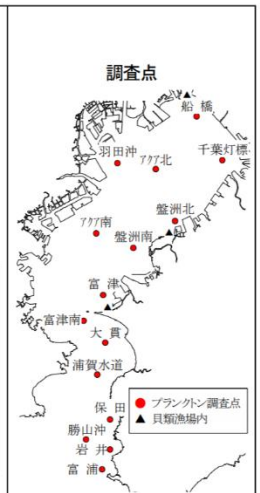 調査点
船橋
羽田沖
千葉灯標
アクア北
盤洲北
アクア南
盤洲南
富津
富津南
大貫
浦賀水道
プランクトン調査点
貝類漁場内
保田
勝山沖
岩井
富浦